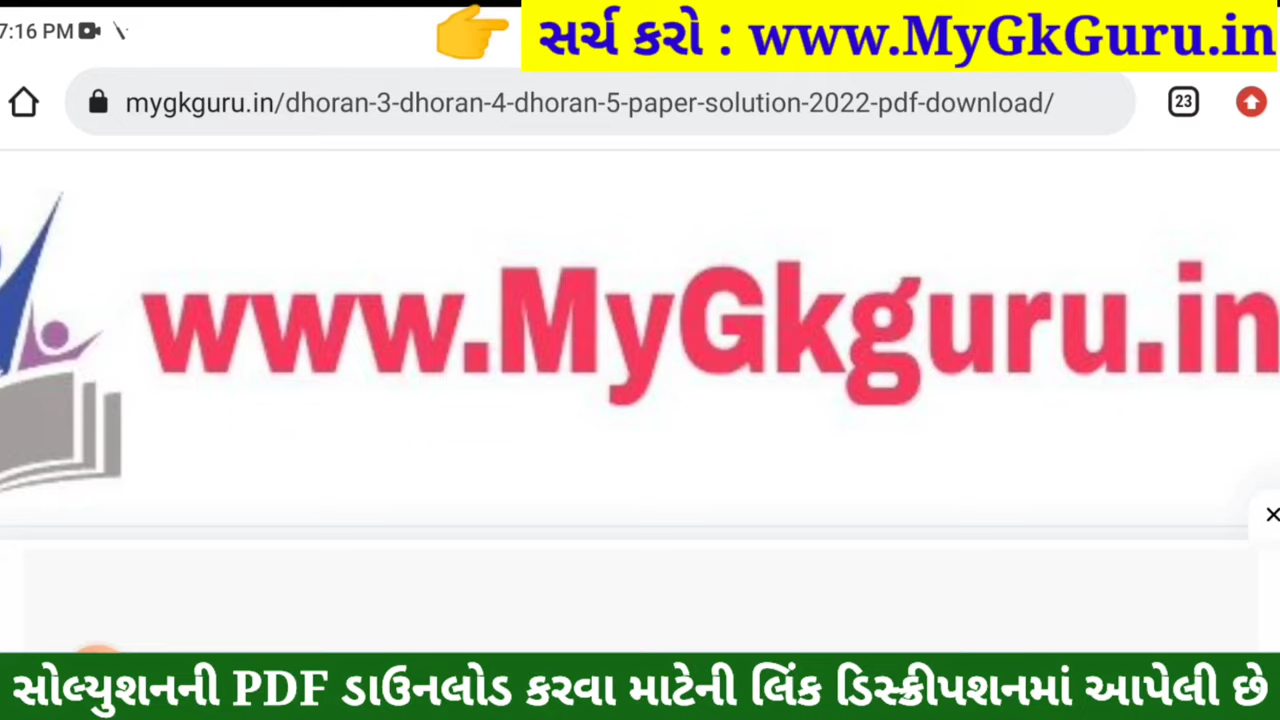 7:16 PM
સર્ચ કરો : www.MyGkGuru.in
mygkguru.in/dhoran-3-dhoran-4-dhoran-5-paper-solution-2022-pdf-download/
23
www.MyGkguru.in
સોલ્યુશનની PDF ડાઉનલોડ કરવા માટેની લિંક ડિસ્ક્રીપશનમાં આપેલી છે